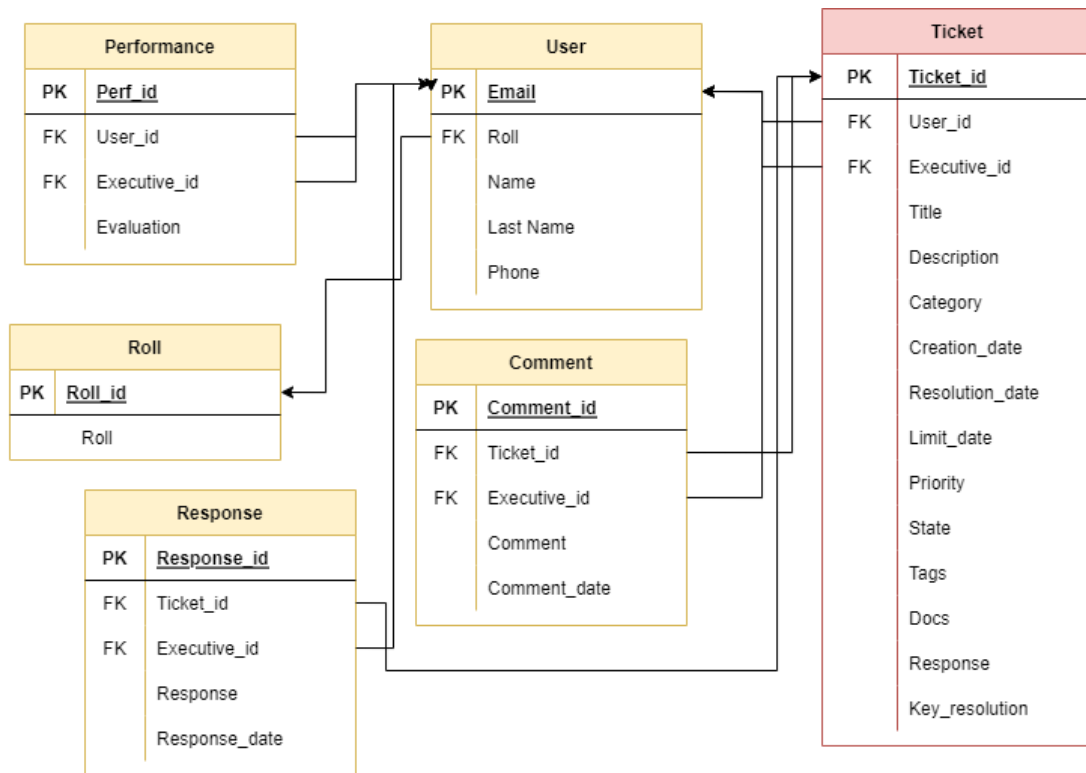 Performance
PK Perf_id
FK User_id
FK Executive_id
Evaluation
User
PK Email
FK Roll
Name
Last Name
Phone
Ticket
PK Ticket_id
FK User_id
FK Executive_id
Title
Description
Category
Creation_date
Resolution_date
Limit_date
Priority
State
Tags
Docs
Response
Key_resolution
Roll
PK Roll_id
Roll
Comment
PK Comment_id
FK Ticket_id
FK Executive_id
Comment
Comment_date
Response
PK Response_id
FK Ticket_id
FK Executive_id
Response
Response_date